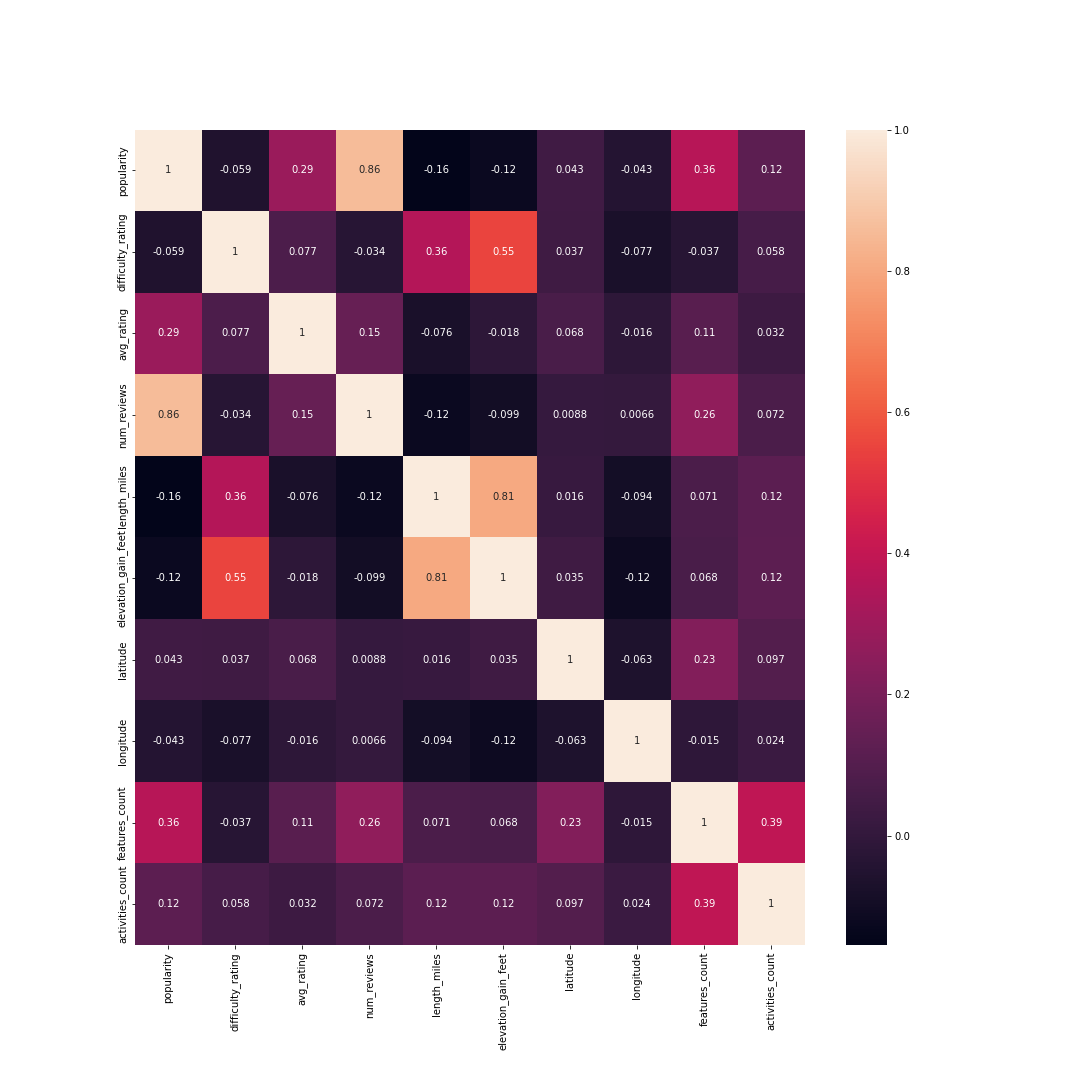 popularity 1 -0.059 0.29 0.86 -0.16 -0.12 0.043 -0.043 0.36 0.12
difficulty_rating -0.059 1 0.077 -0.034 0.36 0.55 0.037 -0.077 -0.037 0.058
avg_rating 0.29 0.077 1 0.15 -0.076 -0.018 0.068 -0.016 0.11 0.032
num_reviews 0.86 -0.034 0.15 1 -0.12 -0.099 0.0088 0.0066 0.26 0.072
length_miles -0.16 0.36 -0.076 -0.12 1 0.81 0.016 -0.094 0.071 0.12
elevation_gain_feet -0.12 0.55 -0.018 -0.099 0.81 1 0.035 -0.12 0.068 0.12
latitude 0.043 0.037 0.068 0.0088 0.016 0.035 1 -0.063 0.23 0.097
longitude -0.043 -0.077 -0.016 0.0066 -0.094 -0.12 -0.063 1 -0.015 0.024
features_count 0.36 -0.037 0.11 0.26 0.071 0.068 0.23 -0.015 1 0.39
activities_count 0.12 0.058 0.032 0.072 0.12 0.12 0.097 0.024 0.39 1
popularity difficulty_rating avg_rating num_reviews length_miles elevation_gain_feet latitude longitude features_count activities_count
1.0
0.8
0.6
0.4
0.2
0.0